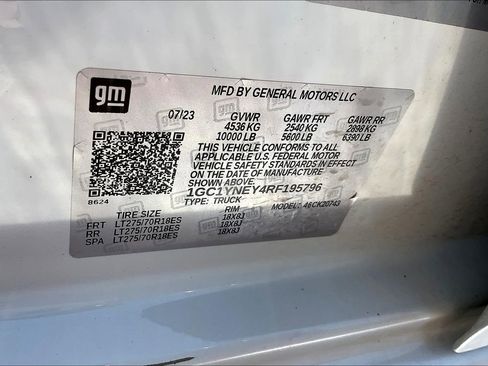 gm
MFD BY GENERAL MOTORS LLC
07/23 GVWR GAWR FRT GAWR RR
4536 KG 2540 KG 2898 KG
10000 LB 5600 LB 6390 LB
THIS VEHICLE CONFORMS TO ALL
APPLICABLE U.S. FEDERAL MOTOR
VEHICLE SAFETY STANDARDS IN EFFECT
ON THE DATE OF MANUFACTURE
SHOWN ABOVE.
1GC1YNEY4RF195796
TYPE: TRUCK MODEL: 46CK20743
8624
TIRE SIZE RIM
FRT LT275/70R18ES 18X8J
RR LT275/70R18ES 18X8J
SPA LT275/70R18ES 18X8J